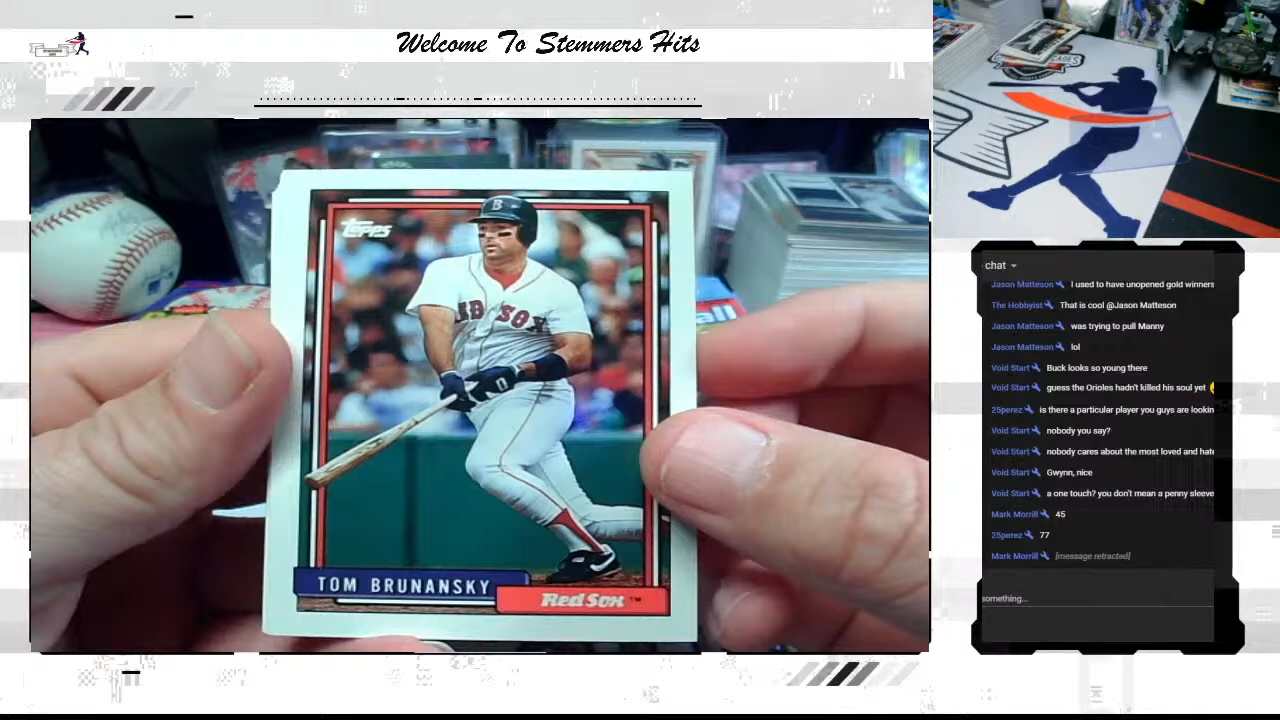 Welcome To Stemmers Hits
Topps
B
RED SOX
TOM BRUNANSKY
Red Sox™
chat
Jason Matteson I used to have unopened gold winners
The Hobbyist That is cool @Jason Matteson
Jason Matteson was trying to pull Manny
Jason Matteson lol
Void Start Buck looks so young there
Void Start guess the Orioles hadn't killed his soul yet
25perez is there a particular player you guys are lookin
Void Start nobody you say?
Void Start nobody cares about the most loved and hate
Void Start Gwynn, nice
Void Start a one touch? you don't mean a penny sleeve
Mark Morrill 45
25perez 77
Mark Morrill [message retracted]
something...